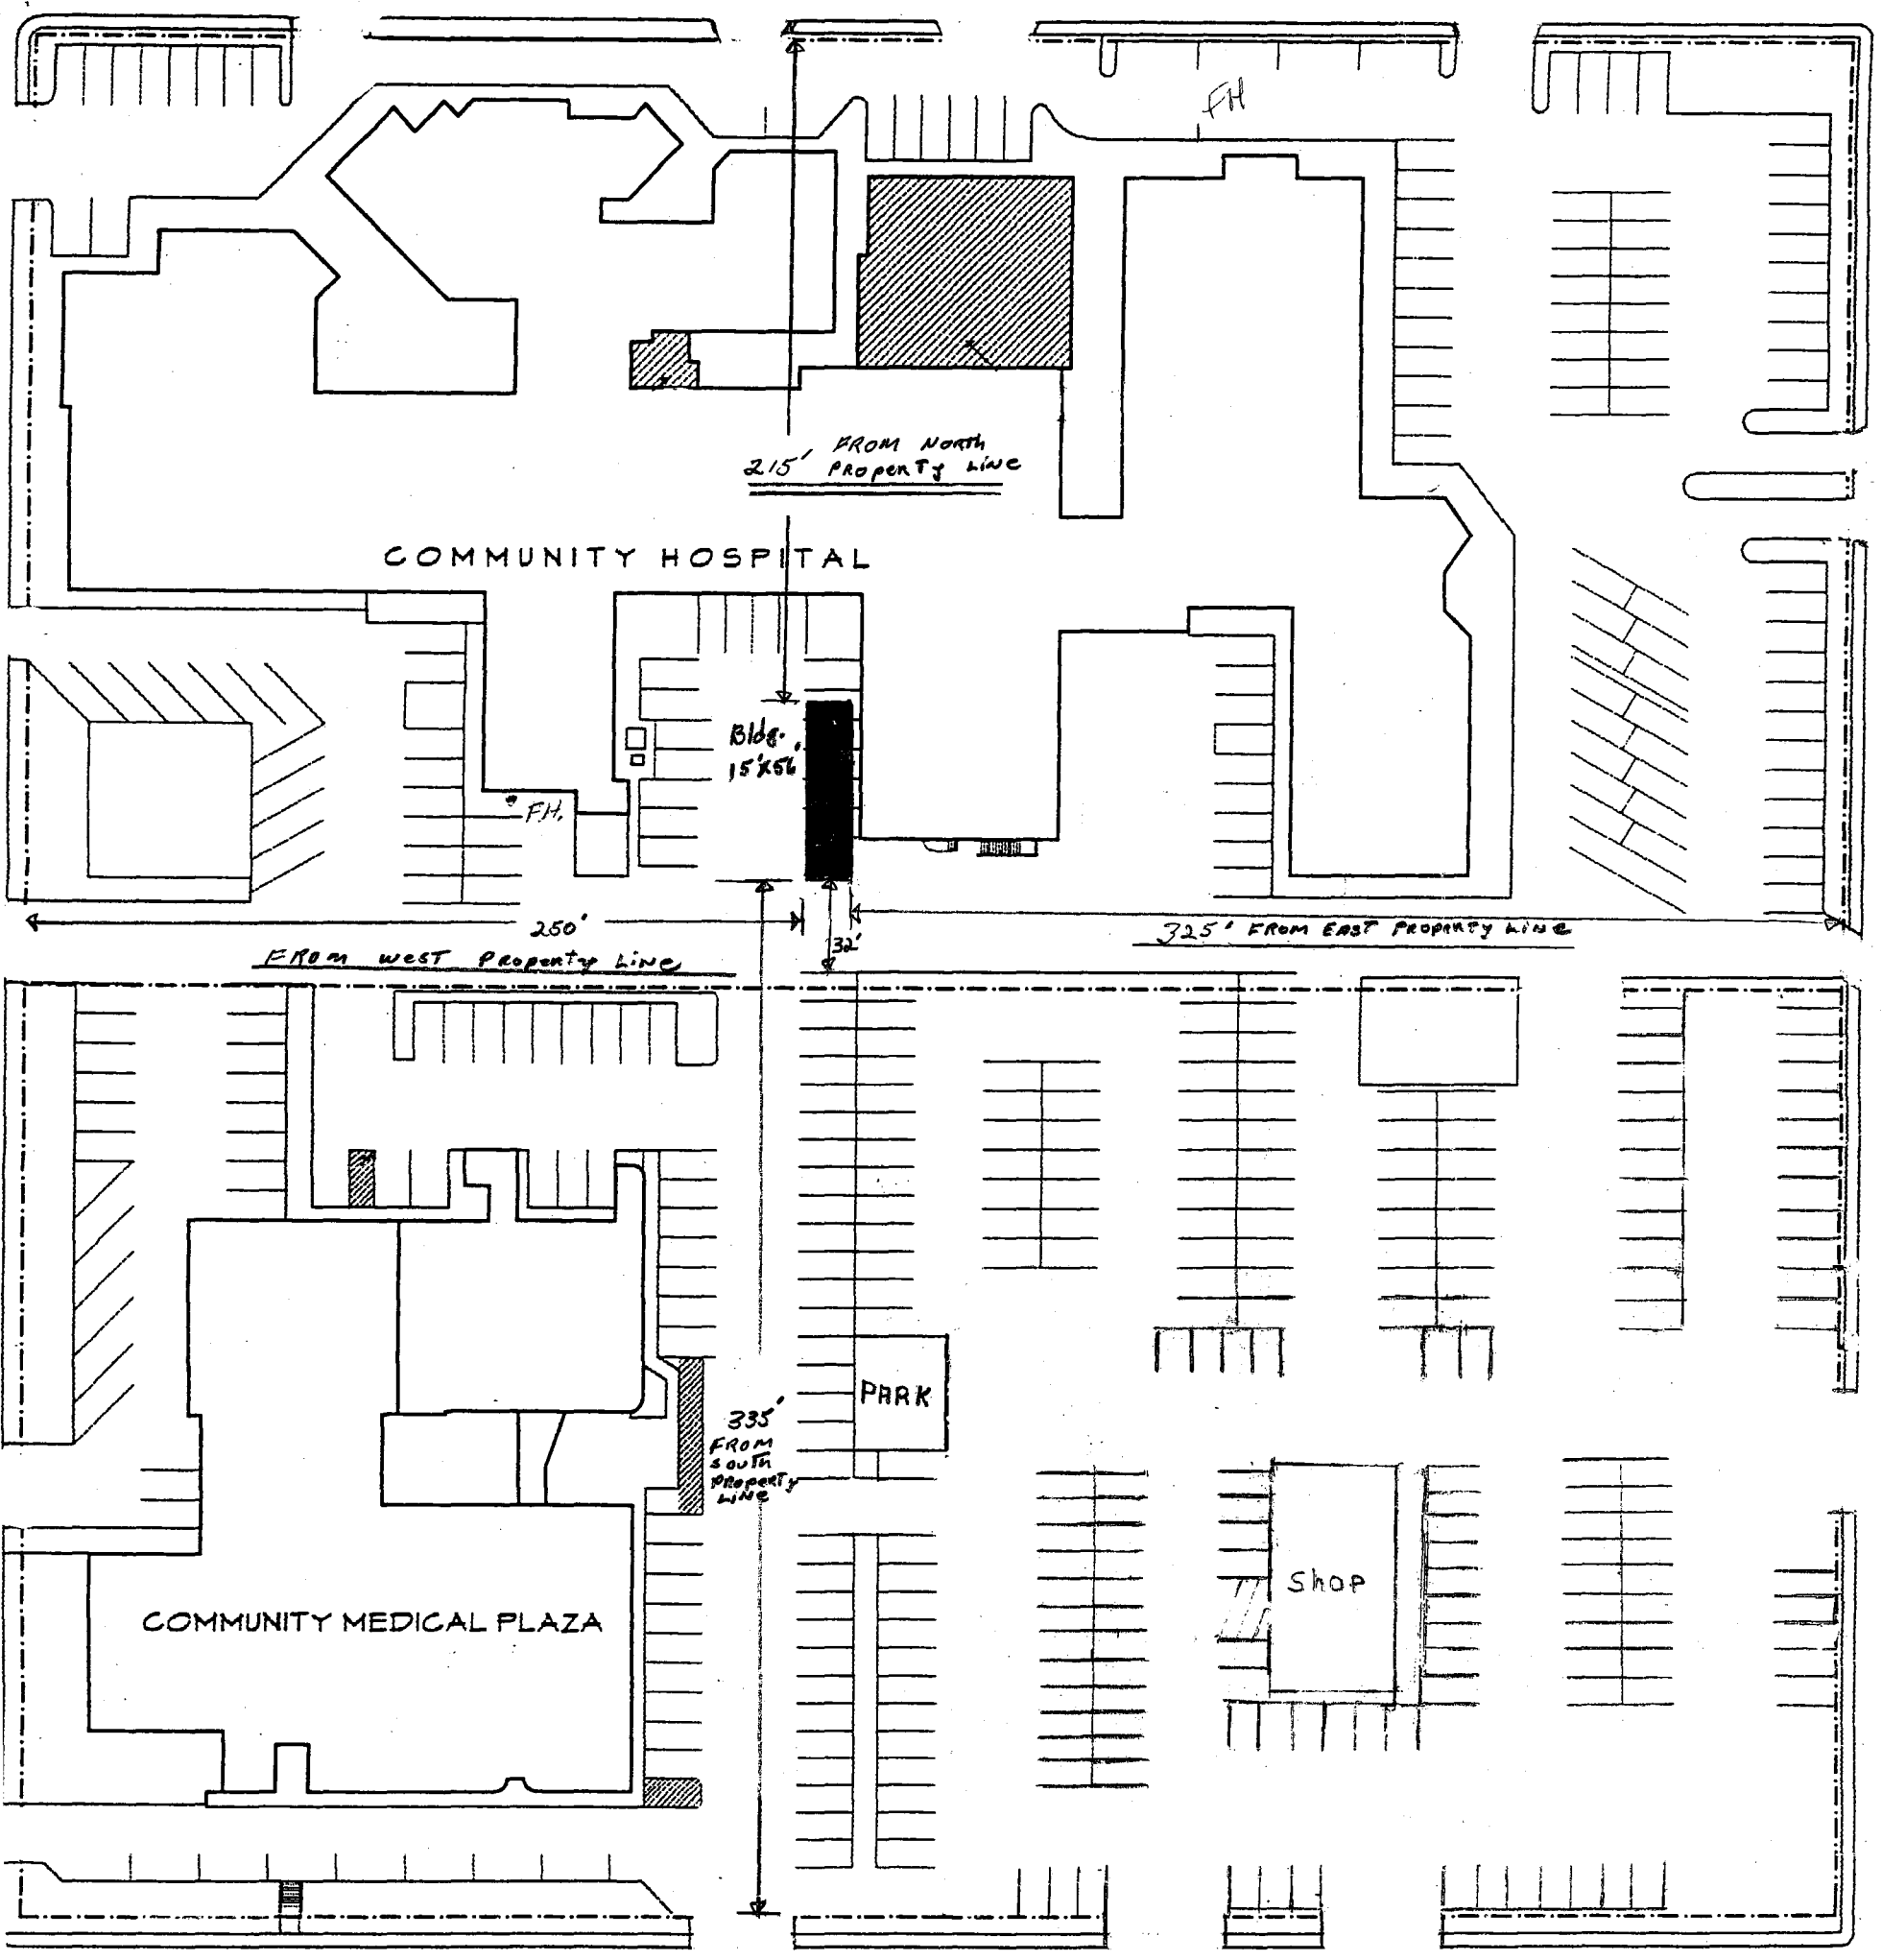 FH
215' FROM NORTH
PROPERTY LINE
COMMUNITY HOSPITAL
Bldg.
15'X56'
F.H.
250'
FROM WEST PROPERTY LINE
32'
325' FROM EAST PROPERTY LINE
PARK
335'
FROM
SOUTH
PROPERTY
LINE
SHOP
COMMUNITY MEDICAL PLAZA